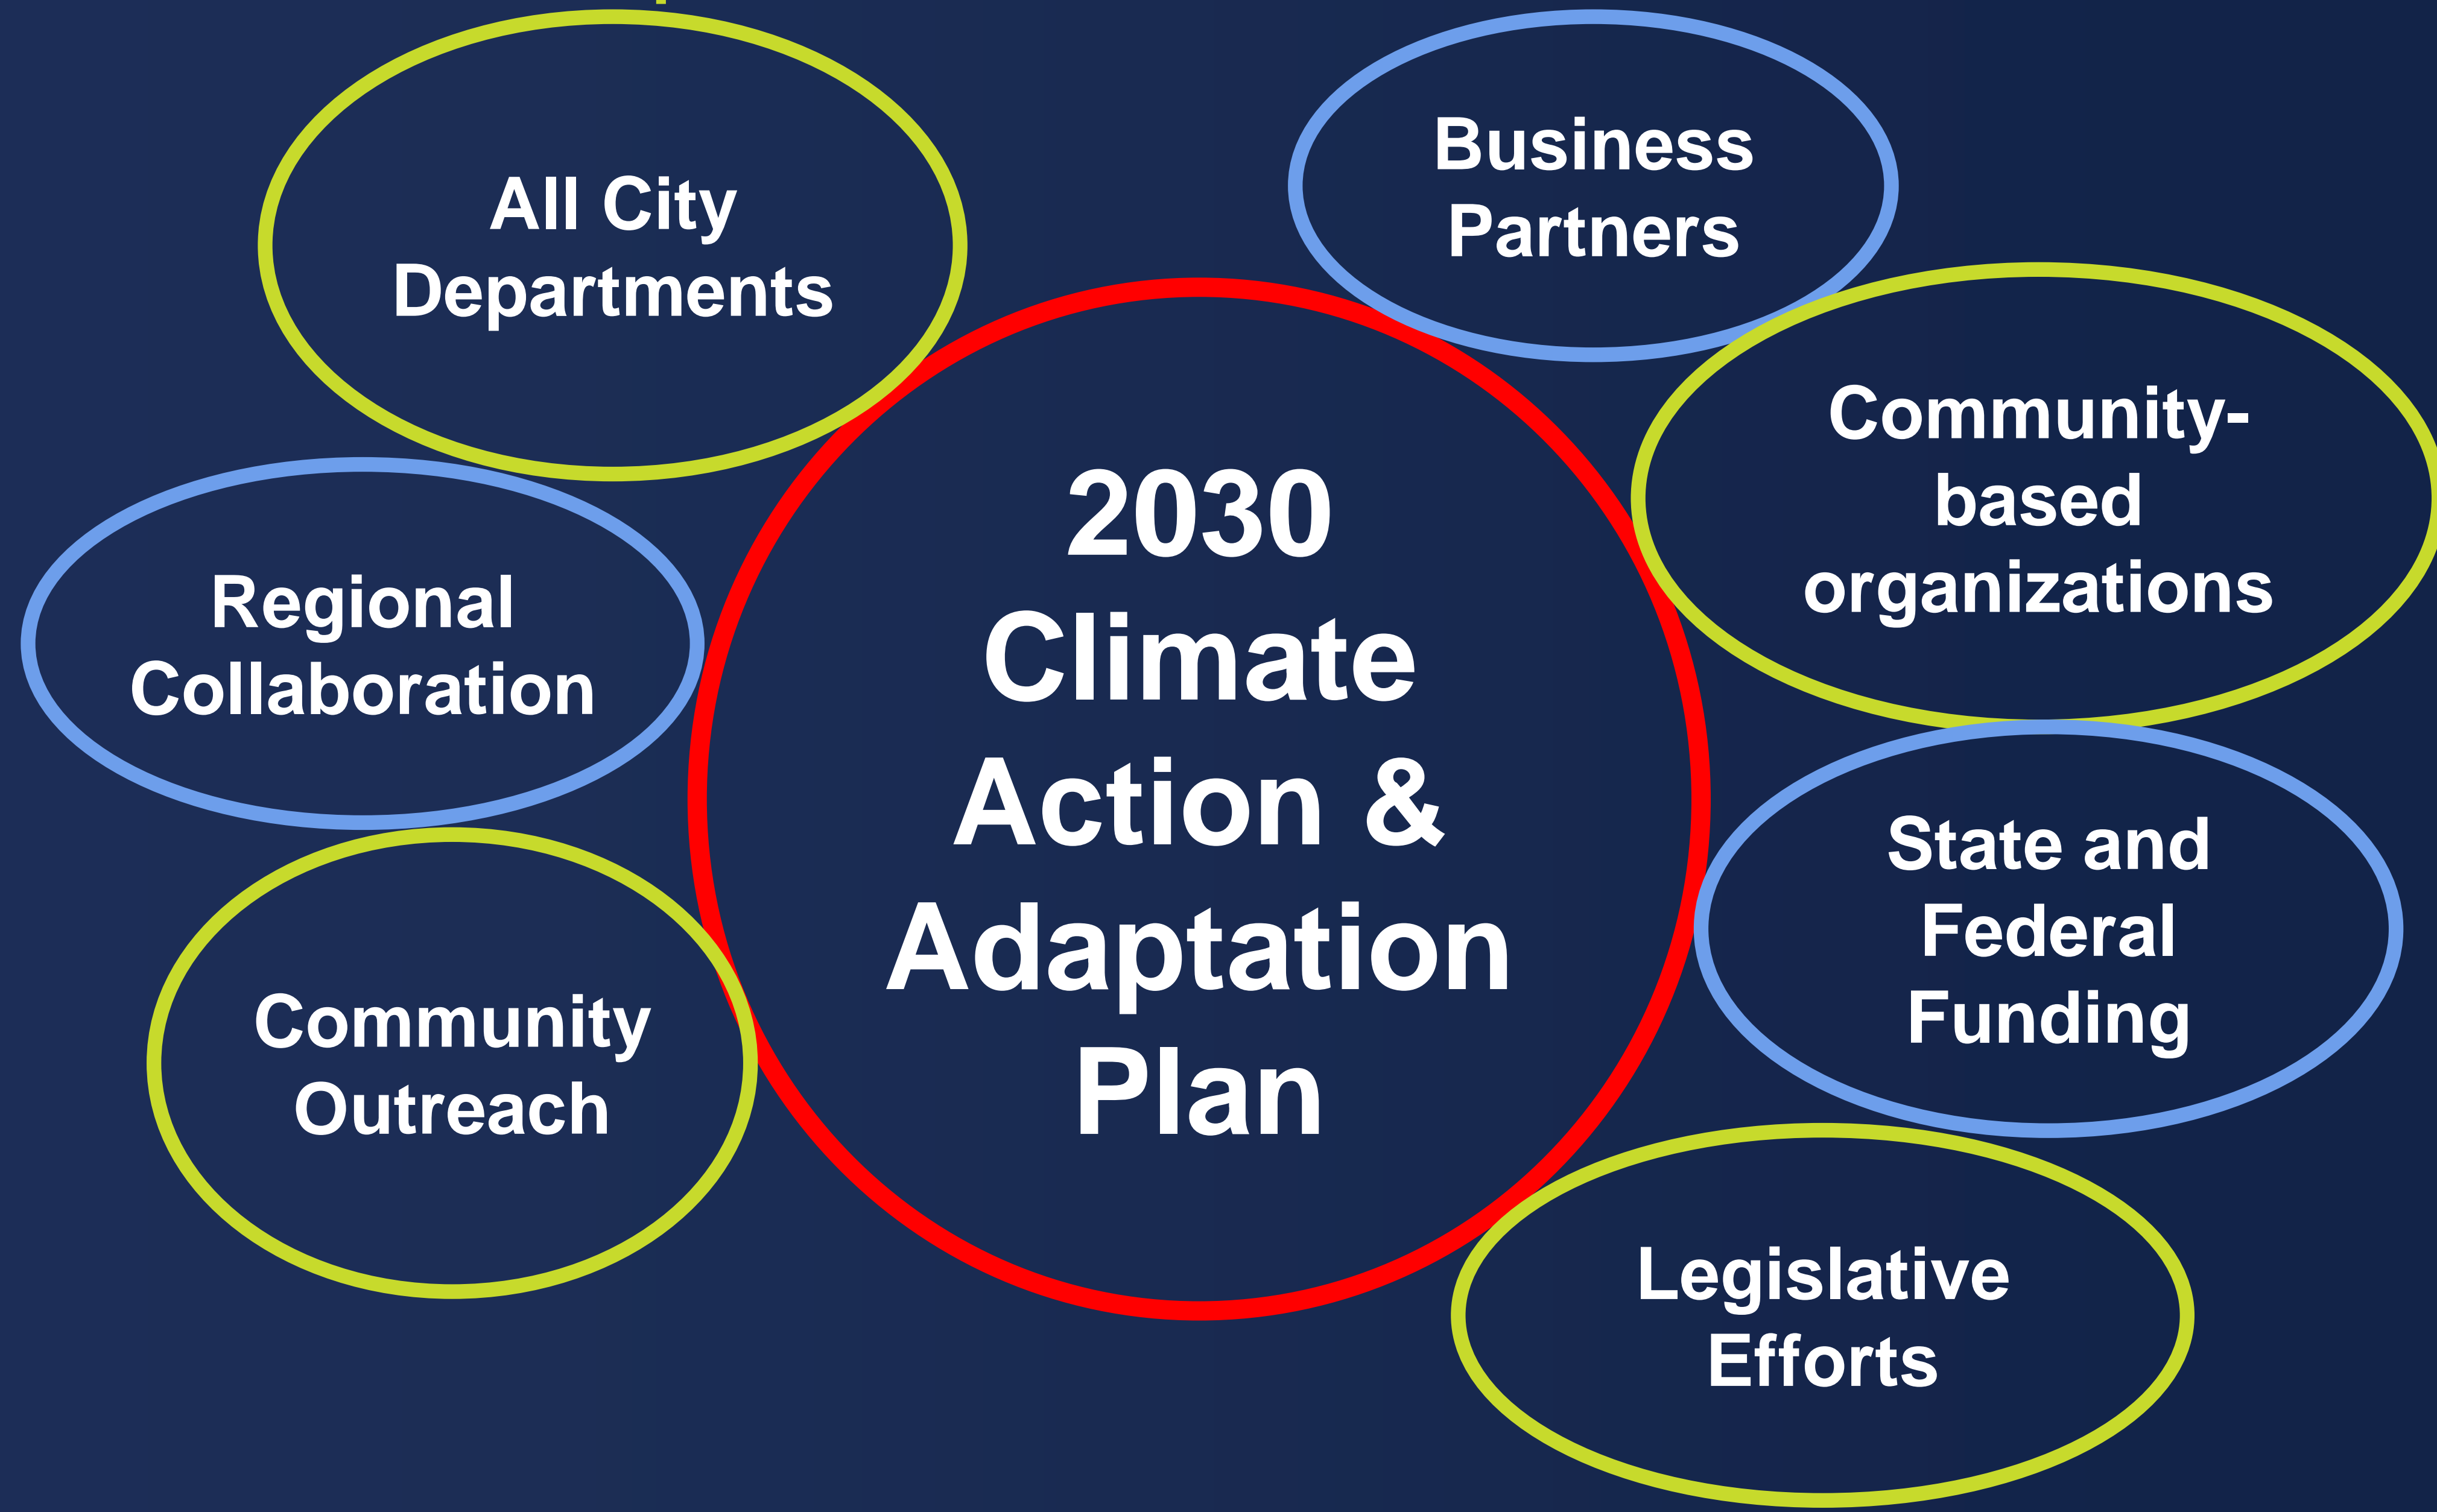 All City
Departments
Business
Partners
Community-
based
organizations
Regional
Collaboration
2030
Climate
Action &
Adaptation
Plan
State and
Federal
Funding
Community
Outreach
Legislative
Efforts